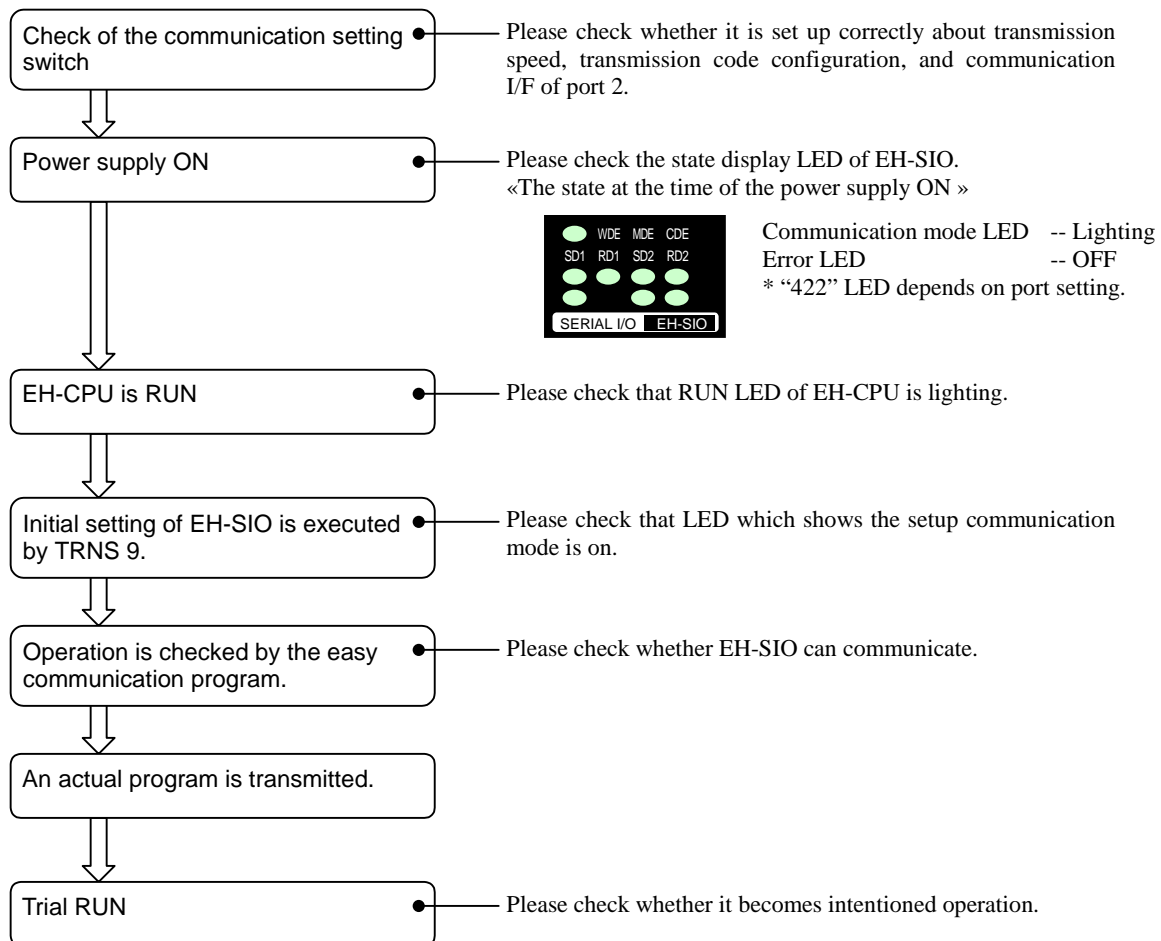 Check of the communication setting
switch
Please check whether it is set up correctly about transmission
speed, transmission code configuration, and communication
I/F of port 2.
Power supply ON
Please check the state display LED of EH-SIO.
«The state at the time of the power supply ON »
WDE MDE CDE
SD1 RD1 SD2 RD2
SERIAL I/O EH-SIO
Communication mode LED -- Lighting
Error LED -- OFF
* “422” LED depends on port setting.
EH-CPU is RUN
Please check that RUN LED of EH-CPU is lighting.
Initial setting of EH-SIO is executed
by TRNS 9.
Please check that LED which shows the setup communication
mode is on.
Operation is checked by the easy
communication program.
Please check whether EH-SIO can communicate.
An actual program is transmitted.
Trial RUN
Please check whether it becomes intentioned operation.